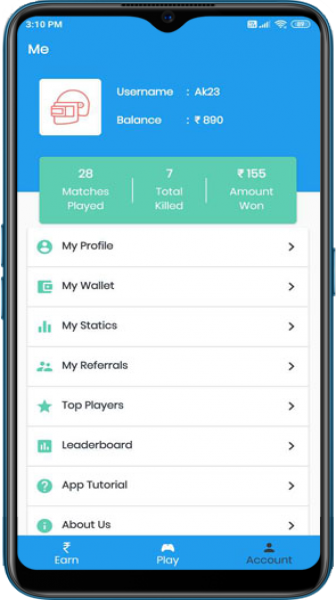 3:10 PM
Me
Username : Ak23
Balance : ₹ 890
28 7 ₹ 155
Matches Total Amount
Played Killed Won
My Profile
My Wallet
My Statics
My Referrals
Top Players
Leaderboard
App Tutorial
About Us
Earn Play Account